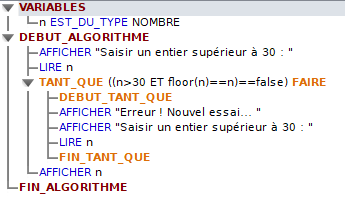 VARIABLES
n EST_DU_TYPE NOMBRE
DEBUT_ALGORITHME
AFFICHER "Saisir un entier supérieur à 30 : "
LIRE n
TANT_QUE ((n>30 ET floor(n)==n)==false) FAIRE
DEBUT_TANT_QUE
AFFICHER "Erreur ! Nouvel essai... "
AFFICHER "Saisir un entier supérieur à 30 : "
LIRE n
FIN_TANT_QUE
AFFICHER n
FIN_ALGORITHME